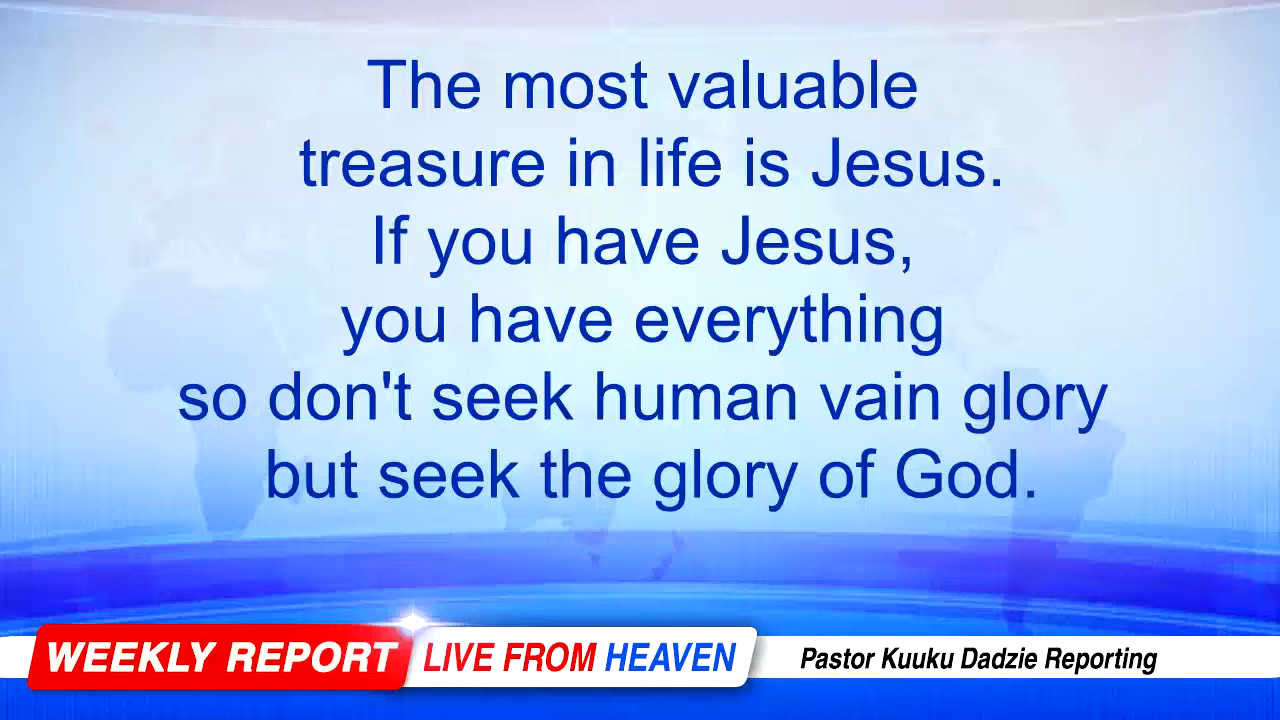 The most valuable
treasure in life is Jesus.
If you have Jesus,
you have everything
so don't seek human vain glory
but seek the glory of God.
WEEKLY REPORT LIVE FROM HEAVEN Pastor Kuuku Dadzie Reporting